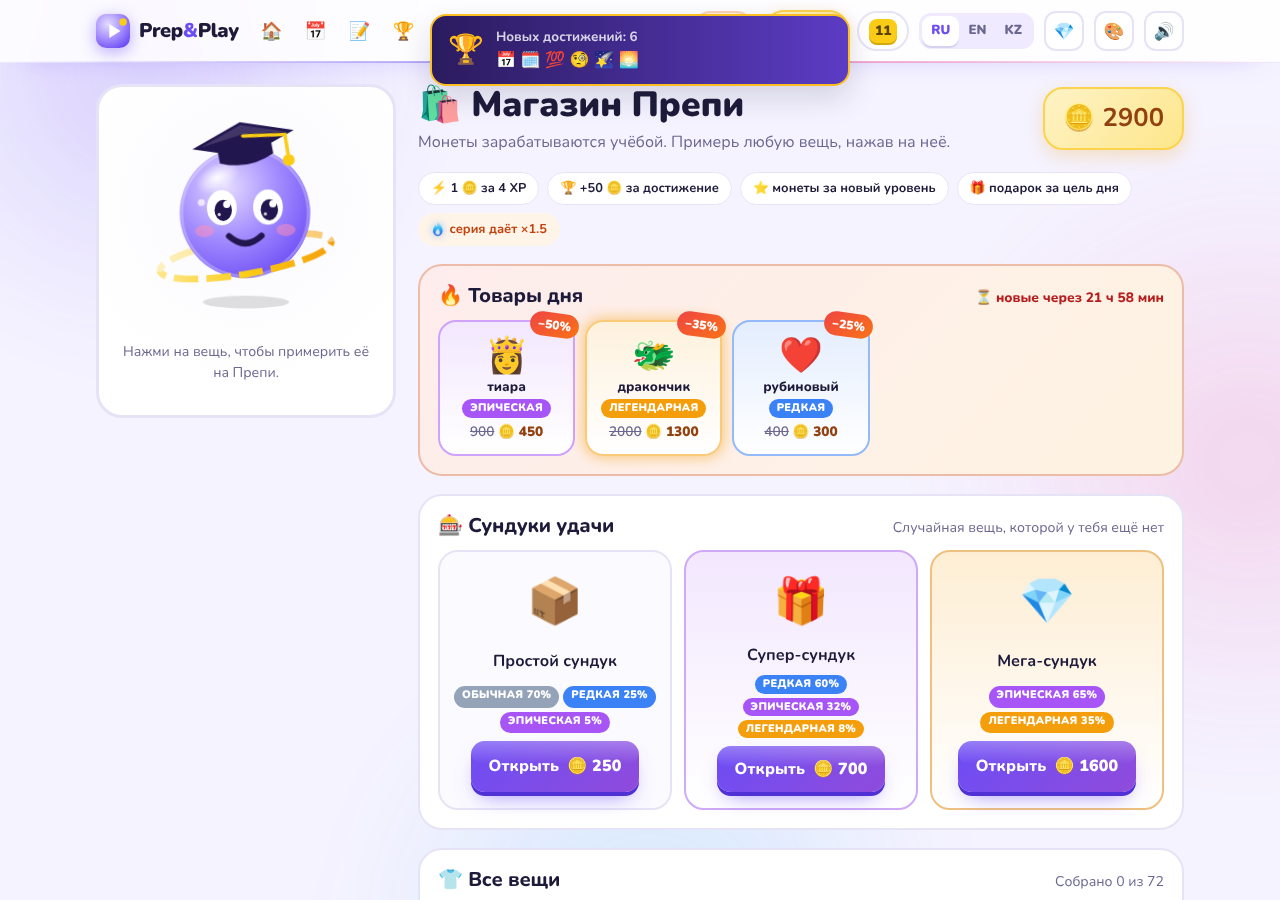 Prep&Play
Новых достижений: 6
11
RU EN KZ
Магазин Препи
2900
Монеты зарабатываются учёбой. Примерь любую вещь, нажав на неё.
1 за 4 XP
+50 за достижение
монеты за новый уровень
подарок за цель дня
серия даёт ×1.5
Нажми на вещь, чтобы примерить её
на Препи.
Товары дня
новые через 21 ч 58 мин
−50%
тиара
ЭПИЧЕСКАЯ
900 450
−35%
дракончик
ЛЕГЕНДАРНАЯ
2000 1300
−25%
рубиновый
РЕДКАЯ
400 300
Сундуки удачи
Случайная вещь, которой у тебя ещё нет
Простой сундук
ОБЫЧНАЯ 70% РЕДКАЯ 25%
ЭПИЧЕСКАЯ 5%
Открыть 250
Супер-сундук
РЕДКАЯ 60%
ЭПИЧЕСКАЯ 32%
ЛЕГЕНДАРНАЯ 8%
Открыть 700
Мега-сундук
ЭПИЧЕСКАЯ 65%
ЛЕГЕНДАРНАЯ 35%
Открыть 1600
Все вещи
Собрано 0 из 72